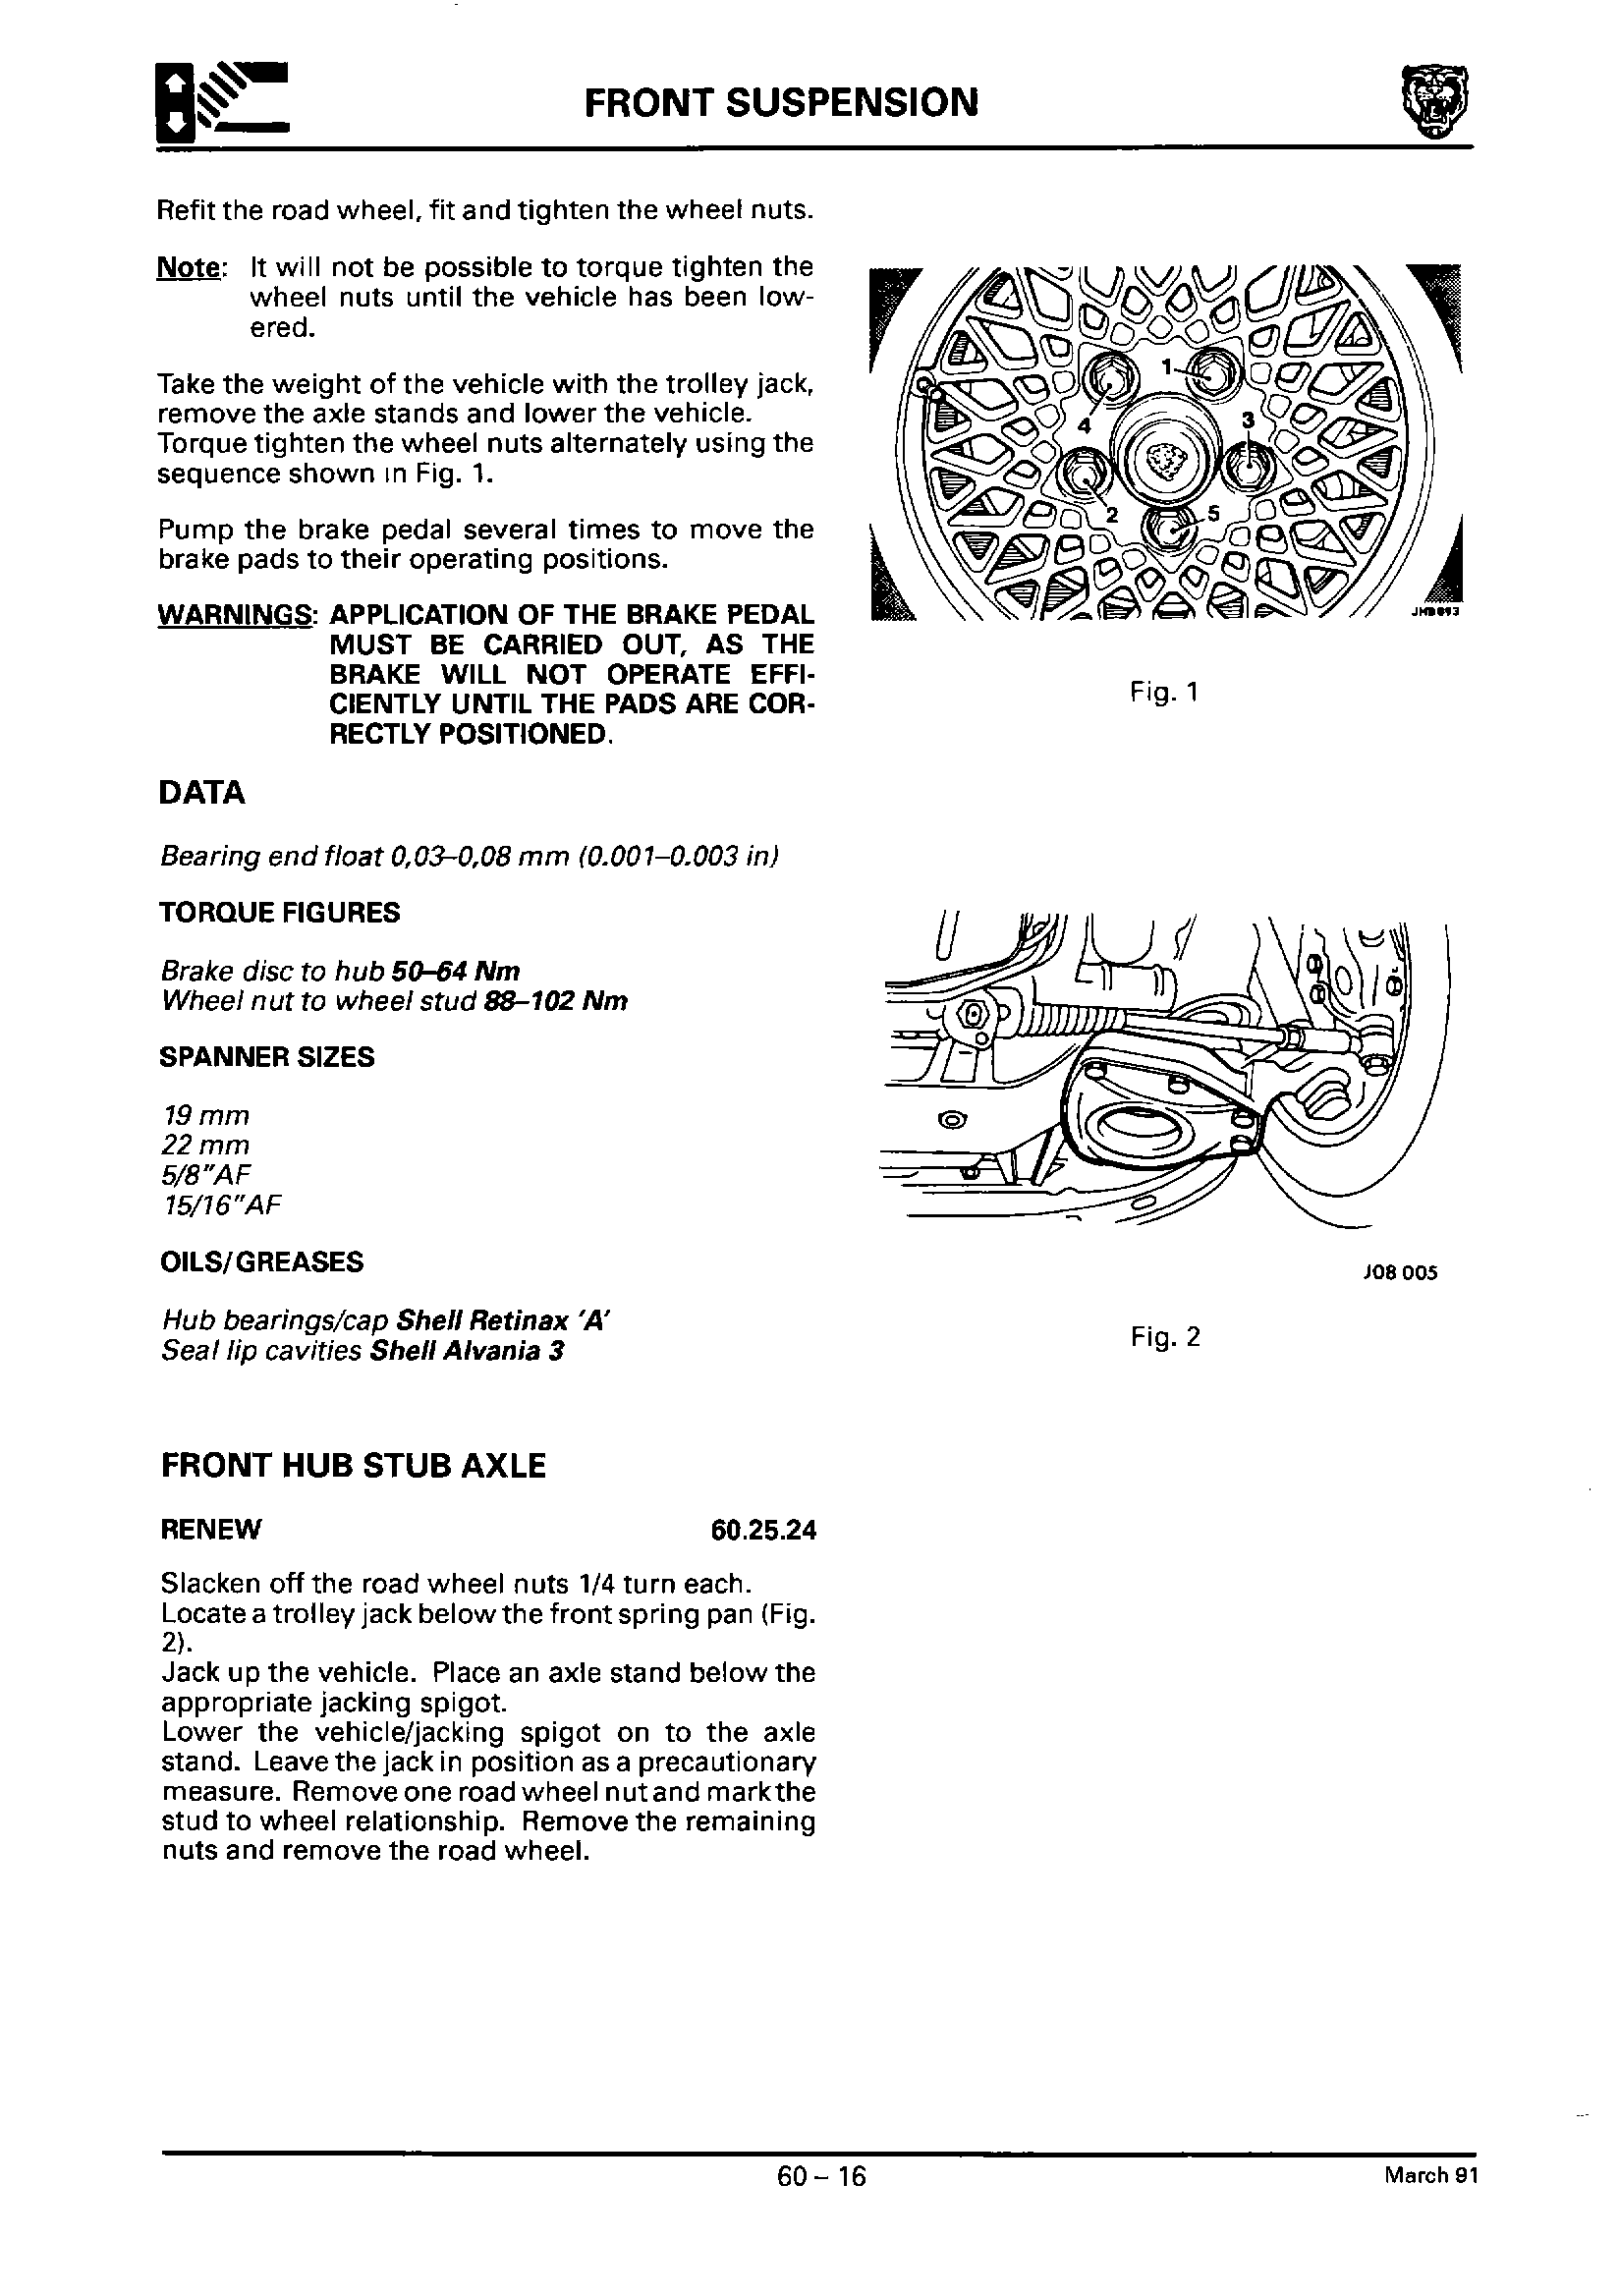 FRONT SUSPENSION
Refit the road wheel, fit and tighten the wheel nuts.
Note: It will not be possible to torque tighten the
wheel nuts until the vehicle has been low-
ered.
Take the weight of the vehicle with the trolley jack,
remove the axle stands and lower the vehicle.
Torque tighten the wheel nuts alternately using the
sequence shown in Fig. 1.
Pump the brake pedal several times to move the
brake pads to their operating positions.
WARNINGS: APPLICATION OF THE BRAKE PEDAL
MUST BE CARRIED OUT, AS THE
BRAKE WILL NOT OPERATE EFFI-
CIENTLY UNTIL THE PADS ARE COR-
RECTLY POSITIONED.
DATA
Bearing end float 0,03–0,08 mm (0.001–0.003 in)
TORQUE FIGURES
Brake disc to hub 50–64 Nm
Wheel nut to wheel stud 88–102 Nm
SPANNER SIZES
19 mm
22 mm
5/8"AF
15/16"AF
OILS/GREASES
Hub bearings/cap Shell Retinax 'A'
Seal lip cavities Shell Alvania 3
FRONT HUB STUB AXLE
RENEW 60.25.24
Slacken off the road wheel nuts 1/4 turn each.
Locate a trolley jack below the front spring pan (Fig.
2).
Jack up the vehicle. Place an axle stand below the
appropriate jacking spigot.
Lower the vehicle/jacking spigot on to the axle
stand. Leave the jack in position as a precautionary
measure. Remove one road wheel nut and mark the
stud to wheel relationship. Remove the remaining
nuts and remove the road wheel.
1
4
3
2
5
Fig. 1
J08 005
Fig. 2
60 – 16
March 91